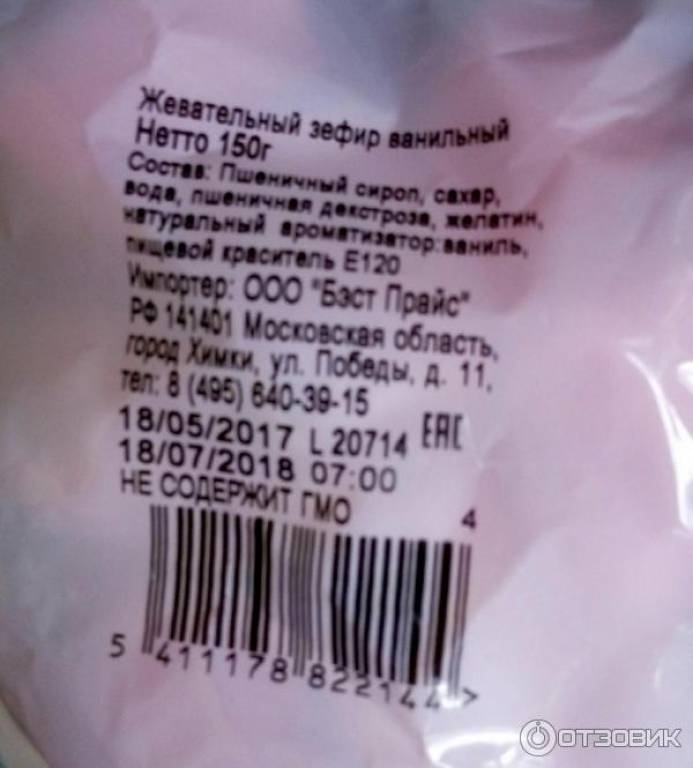 Жевательный зефир ванильный
Нетто 150г
Состав: Пшеничный сироп, сахар,
вода, пшеничная декстроза, желатин,
натуральный ароматизатор:ваниль,
пищевой краситель Е120
Импортер: ООО "Бэст Прайс"
РФ 141401 Московская область,
город Химки, ул. Победы, д. 11,
тел: 8 (495) 640-39-15
18/05/2017 L 20714 EAC
18/07/2018 07:00
НЕ СОДЕРЖИТ ГМО
4
5 411178 822144 >
ОТЗОВИК